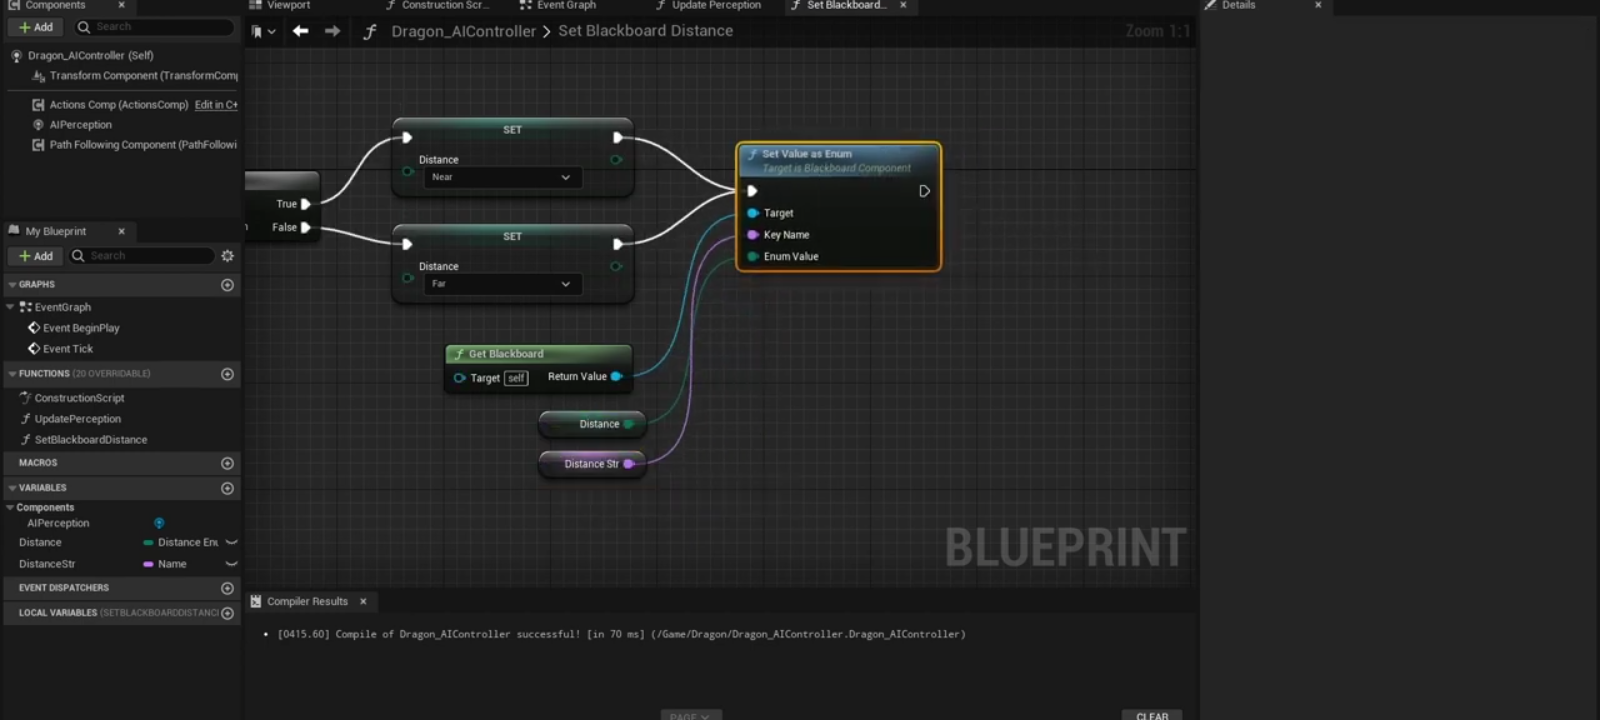 Components
Viewport
Construction Scr...
Event Graph
Update Perception
Set Blackboard...
Details
+ Add
Search
Dragon_AIController > Set Blackboard Distance
Zoom 1:1
Dragon_AIController (Self)
Transform Component (TransformComp
Actions Comp (ActionsComp) Edit in C+
AIPerception
Path Following Component (PathFollowi
My Blueprint
+ Add
Search
GRAPHS
EventGraph
Event BeginPlay
Event Tick
FUNCTIONS (20 OVERRIDABLE)
ConstructionScript
UpdatePerception
SetBlackboardDistance
MACROS
VARIABLES
Components
AIPerception
Distance Distance Enu
DistanceStr Name
EVENT DISPATCHERS
LOCAL VARIABLES (SETBLACKBOARDDISTANC
True
False
SET
Distance
Near
SET
Distance
Far
Set Value as Enum
Target is Blackboard Component
Target
Key Name
Enum Value
Get Blackboard
Target self Return Value
Distance
Distance Str
BLUEPRINT
Compiler Results
[0415.60] Compile of Dragon_AIController successful! [in 70 ms] (/Game/Dragon/Dragon_AIController.Dragon_AIController)
PAGE
CLEAR